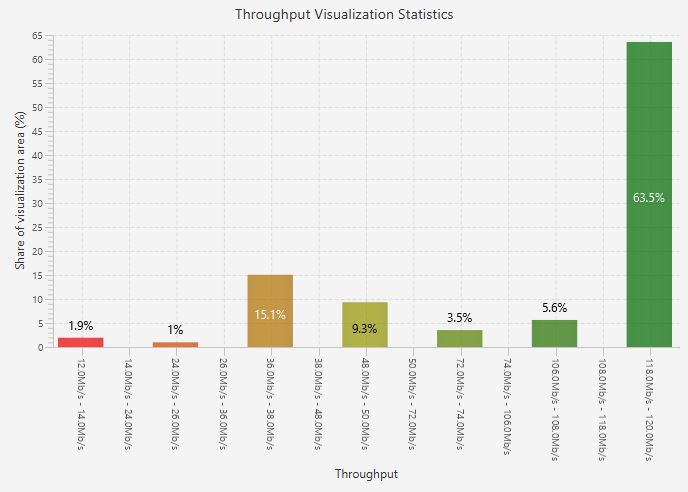 Throughput Visualization Statistics
Share of visualization area (%)
65
60
55
50
45
40
35
30
25
20
15
10
5
0
1.9%
1%
15.1%
9.3%
3.5%
5.6%
63.5%
12.0Mb/s - 14.0Mb/s
14.0Mb/s - 24.0Mb/s
24.0Mb/s - 26.0Mb/s
26.0Mb/s - 36.0Mb/s
36.0Mb/s - 38.0Mb/s
38.0Mb/s - 48.0Mb/s
48.0Mb/s - 50.0Mb/s
50.0Mb/s - 72.0Mb/s
72.0Mb/s - 74.0Mb/s
74.0Mb/s - 106.0Mb/s
106.0Mb/s - 108.0Mb/s
108.0Mb/s - 118.0Mb/s
118.0Mb/s - 120.0Mb/s
Throughput